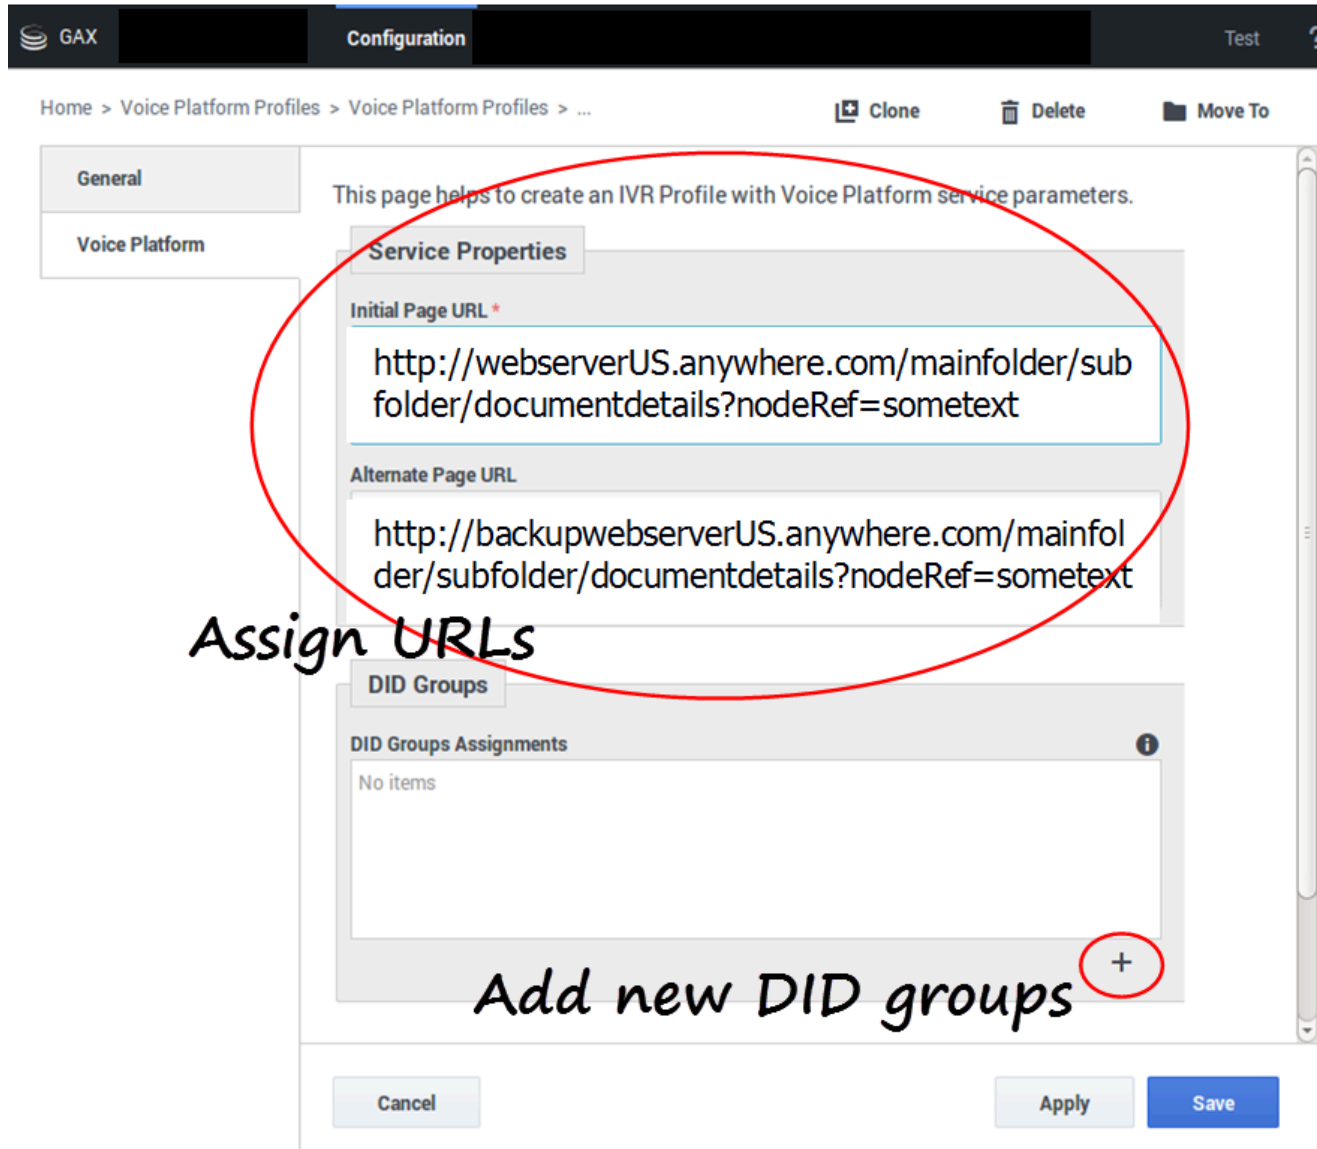 GAX
Configuration
Test
?
Home > Voice Platform Profiles > Voice Platform Profiles > ...
Clone
Delete
Move To
General
Voice Platform
This page helps to create an IVR Profile with Voice Platform service parameters.
Service Properties
Initial Page URL *
http://webserverUS.anywhere.com/mainfolder/sub
folder/documentdetails?nodeRef=sometext
Alternate Page URL
http://backupwebserverUS.anywhere.com/mainfol
der/subfolder/documentdetails?nodeRef=sometext
Assign URLs
DID Groups
DID Groups Assignments
No items
+
Add new DID groups
Cancel
Apply
Save